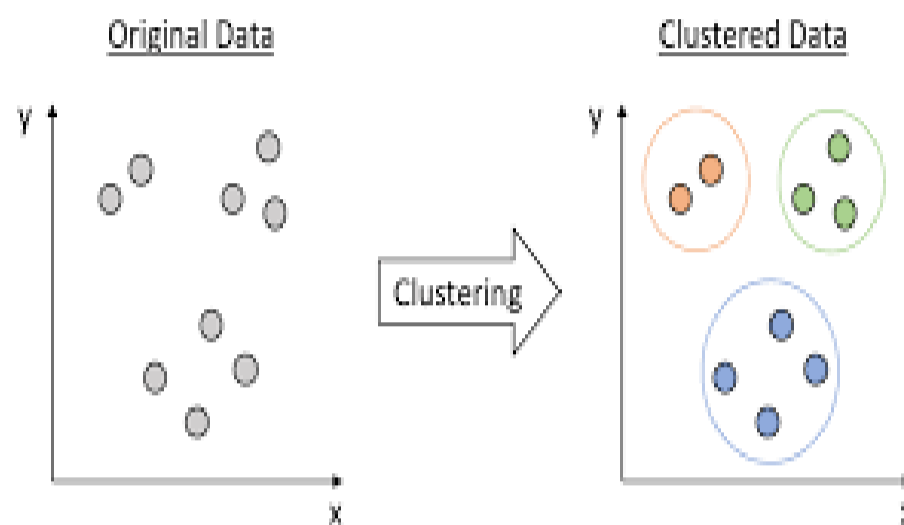 Original Data
Clustered Data
y
y
Clustering
x